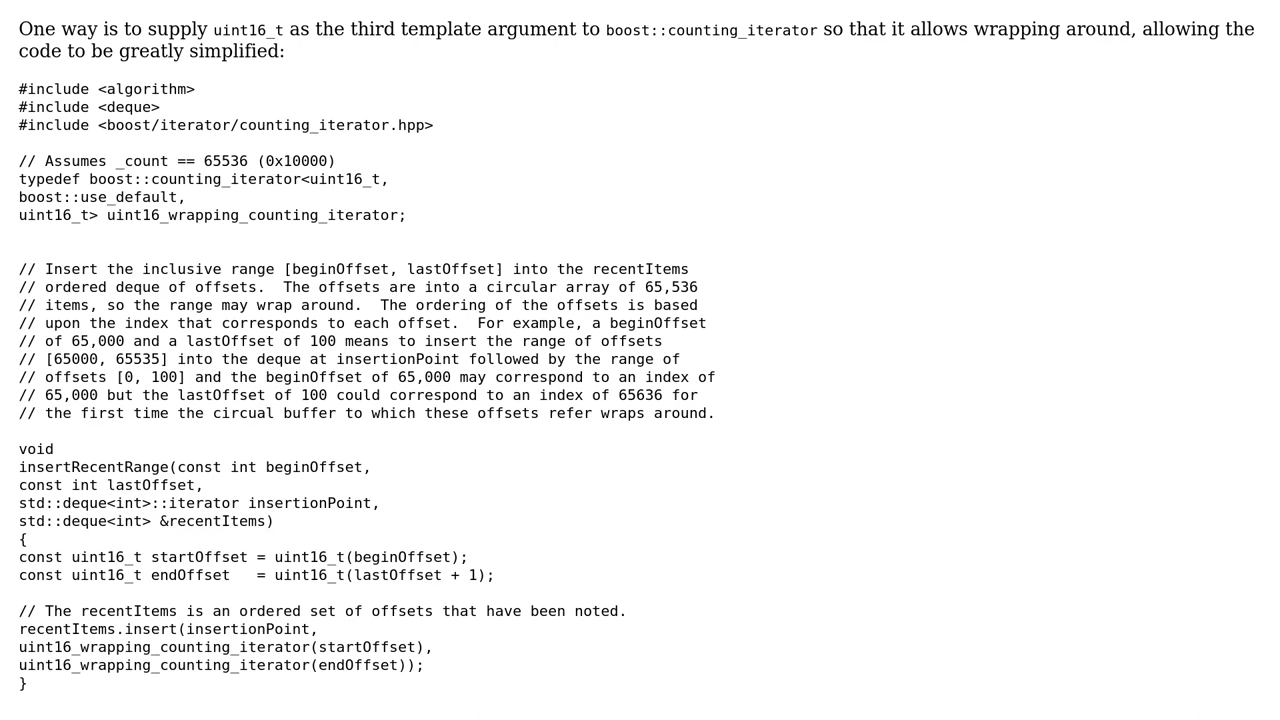 One way is to supply uint16_t as the third template argument to boost::counting_iterator so that it allows wrapping around, allowing the
code to be greatly simplified:
#include <algorithm>
#include <deque>
#include <boost/iterator/counting_iterator.hpp>
// Assumes _count == 65536 (0x10000)
typedef boost::counting_iterator<uint16_t,
boost::use_default,
uint16_t> uint16_wrapping_counting_iterator;
// Insert the inclusive range [beginOffset, lastOffset] into the recentItems
// ordered deque of offsets.  The offsets are into a circular array of 65,536
// items, so the range may wrap around.  The ordering of the offsets is based
// upon the index that corresponds to each offset.  For example, a beginOffset
// of 65,000 and a lastOffset of 100 means to insert the range of offsets
// [65000, 65535] into the deque at insertionPoint followed by the range of
// offsets [0, 100] and the beginOffset of 65,000 may correspond to an index of
// 65,000 but the lastOffset of 100 could correspond to an index of 65636 for
// the first time the circual buffer to which these offsets refer wraps around.
void
insertRecentRange(const int beginOffset,
const int lastOffset,
std::deque<int>::iterator insertionPoint,
std::deque<int> &recentItems)
{
const uint16_t startOffset = uint16_t(beginOffset);
const uint16_t endOffset   = uint16_t(lastOffset + 1);
// The recentItems is an ordered set of offsets that have been noted.
recentItems.insert(insertionPoint,
uint16_wrapping_counting_iterator(startOffset),
uint16_wrapping_counting_iterator(endOffset));
}